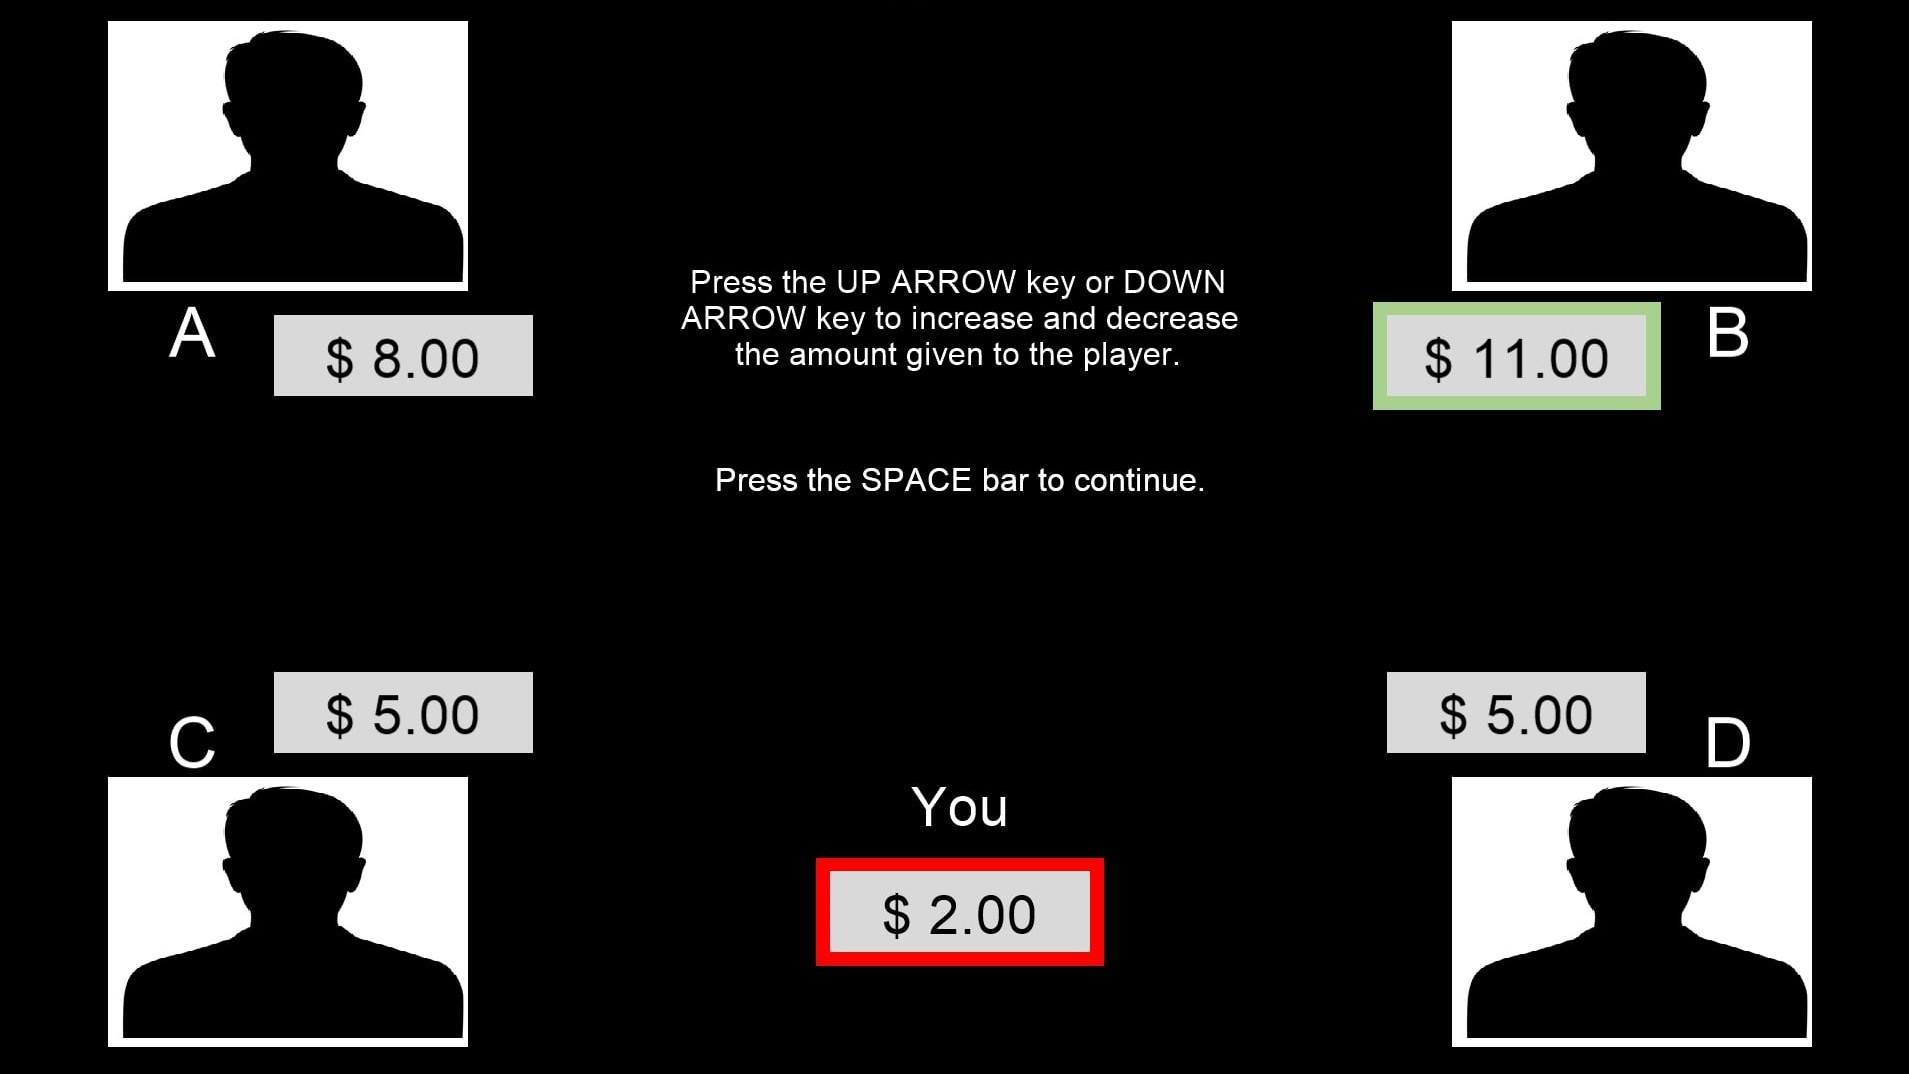 A
$ 8.00
Press the UP ARROW key or DOWN
ARROW key to increase and decrease
the amount given to the player.
$ 11.00
B
Press the SPACE bar to continue.
C
$ 5.00
$ 5.00
D
You
$ 2.00